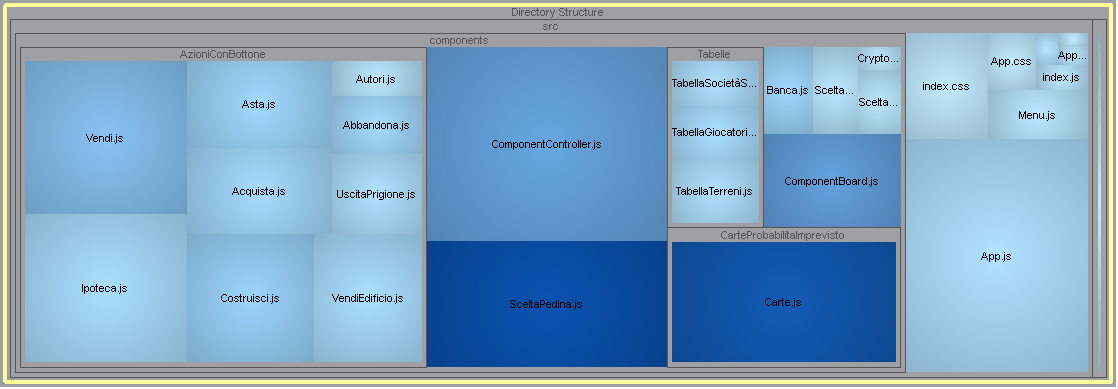 Directory Structure
src
components
AzioniConBottone
Vendi.js
Ipoteca.js
Asta.js
Acquista.js
Costruisci.js
Autori.js
Abbandona.js
UscitaPrigione.js
VendiEdificio.js
ComponentController.js
SceltaPedina.js
Tabelle
TabellaSocietàS...
TabellaGiocatori...
TabellaTerreni.js
Banca.js
Scelta...
Crypto...
Scelta...
ComponentBoard.js
CarteProbabilitaImprevisto
Carte.js
index.css
App.css
App...
index.js
Menu.js
App.js